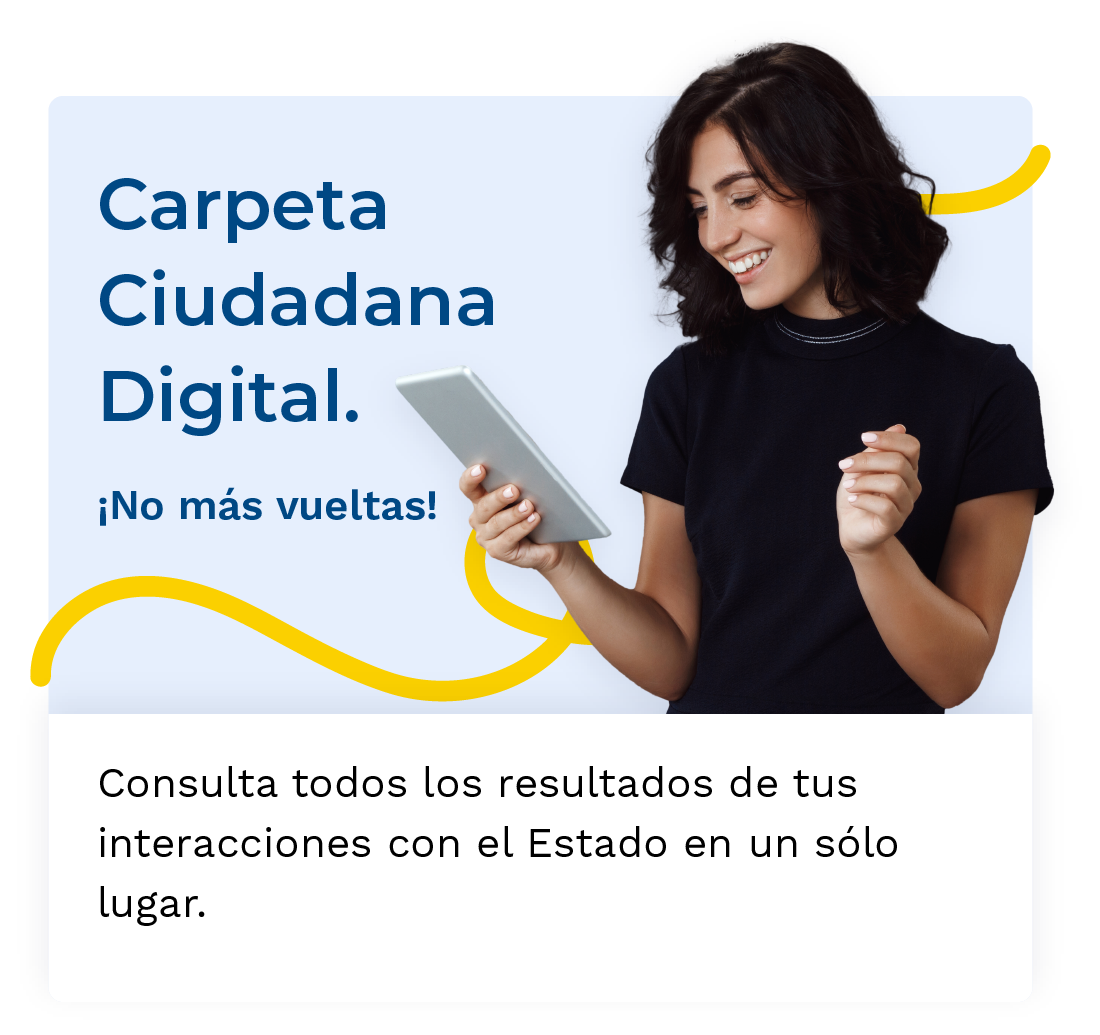 Carpeta
Ciudadana
Digital.
¡No más vueltas!
Consulta todos los resultados de tus
interacciones con el Estado en un sólo
lugar.